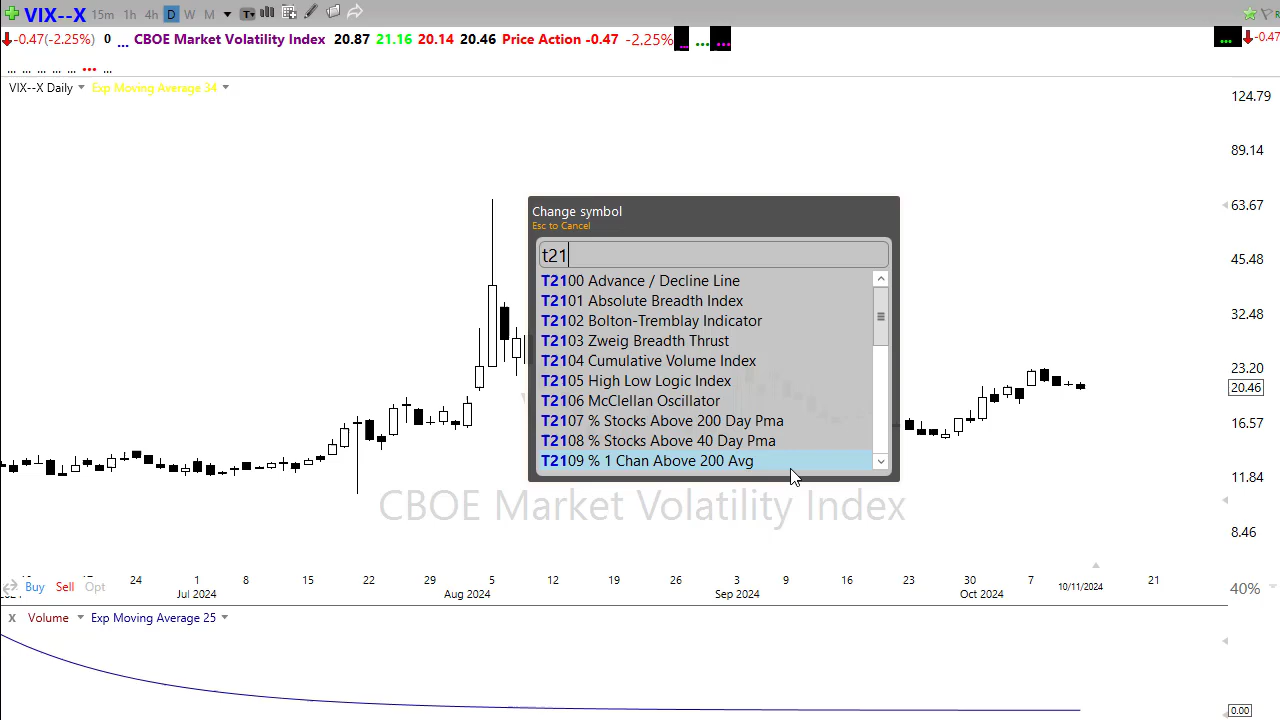 VIX--X 15m 1h 4h D W M
-0.47(-2.25%) 0 ... CBOE Market Volatility Index 20.87 21.16 20.14 20.46 Price Action -0.47 -2.25% ... ... ... ... -0.47
... ... ... ... ... ... ...
VIX--X Daily Exp Moving Average 34
124.79
89.14
63.67
45.48
32.48
23.20
20.46
16.57
11.84
8.46
Change symbol
Esc to Cancel
t21
T2100 Advance / Decline Line
T2101 Absolute Breadth Index
T2102 Bolton-Tremblay Indicator
T2103 Zweig Breadth Thrust
T2104 Cumulative Volume Index
T2105 High Low Logic Index
T2106 McClellan Oscillator
T2107 % Stocks Above 200 Day Pma
T2108 % Stocks Above 40 Day Pma
T2109 % 1 Chan Above 200 Avg
CBOE Market Volatility Index
24 1 8 15 22 29 5 12 19 26 3 9 16 23 30 7 10/11/2024 21
Buy Sell Opt 40%
Jul 2024 Aug 2024 Sep 2024 Oct 2024
X Volume Exp Moving Average 25
0.00